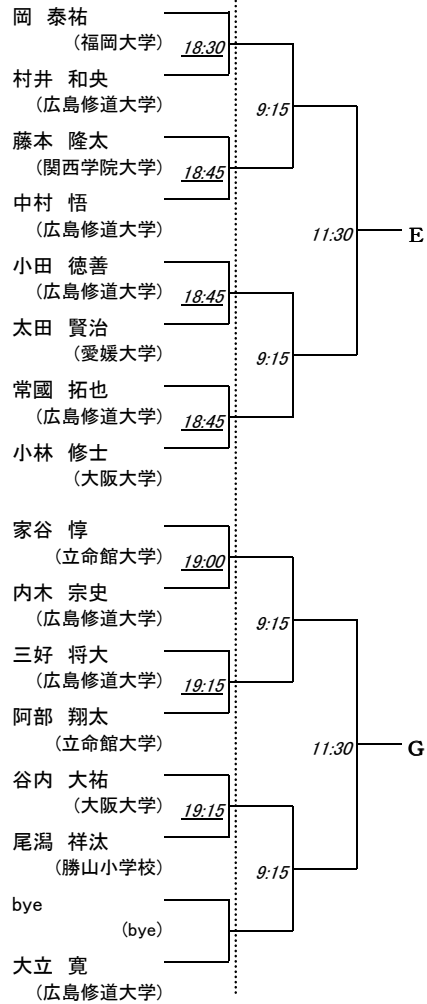 岡 泰祐
(福岡大学) 18:30
村井 和央
(広島修道大学) 9:15
藤本 隆太
(関西学院大学) 18:45
中村 悟
(広島修道大学) 11:30 E
小田 徳善
(広島修道大学) 18:45
太田 賢治
(愛媛大学) 9:15
常國 拓也
(広島修道大学) 18:45
小林 修士
(大阪大学)
家谷 惇
(立命館大学) 19:00
内木 宗史
(広島修道大学) 9:15
三好 将大
(広島修道大学) 19:15
阿部 翔太
(立命館大学) 11:30 G
谷内 大祐
(大阪大学) 19:15
尾潟 祥汰
(勝山小学校) 9:15
bye
(bye)
大立 寛
(広島修道大学)